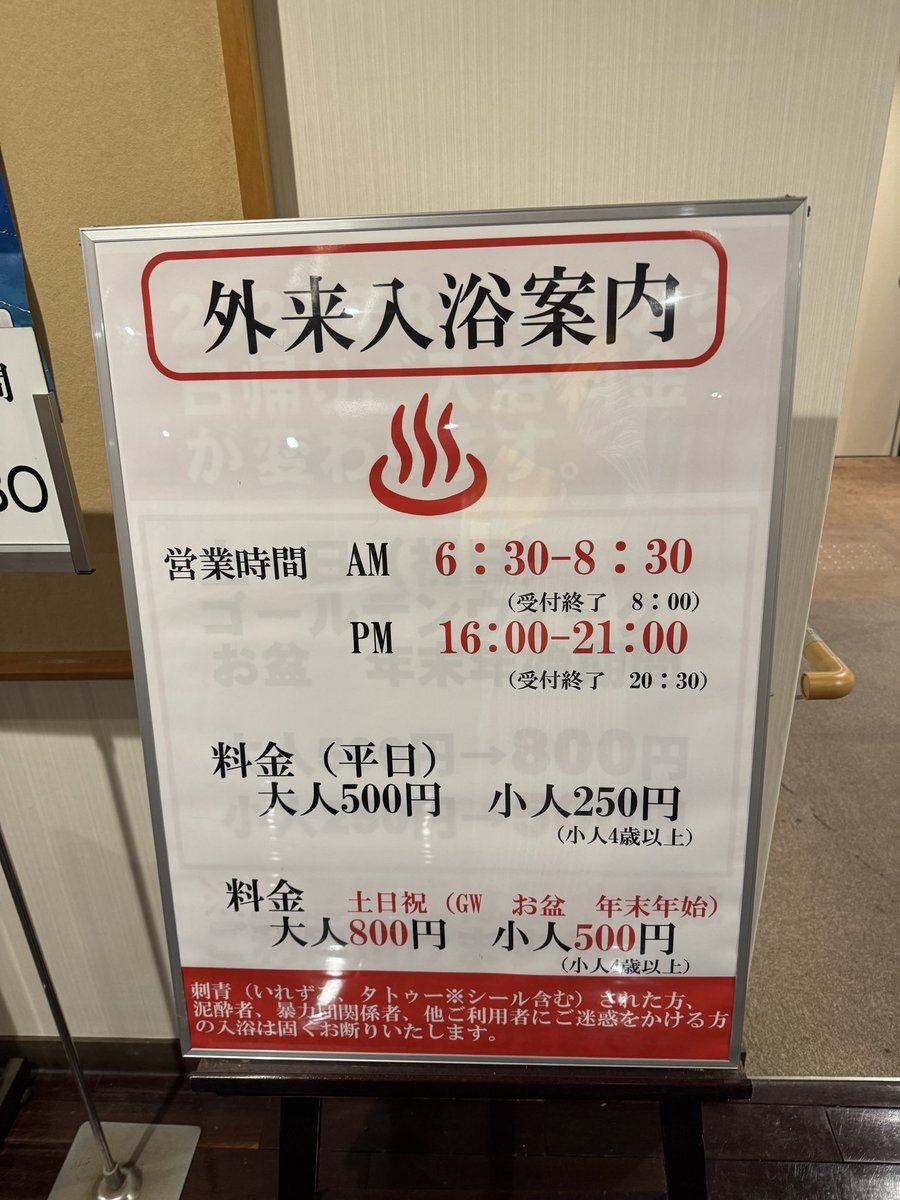 外来入浴案内
営業時間 AM 6:30-8:30
(受付終了 8:00)
PM 16:00-21:00
(受付終了 20:30)
料金(平日)
大人500円 小人250円
(小人4歳以上)
料金 土日祝(GW お盆 年末年始)
大人800円 小人500円
(小人4歳以上)
刺青(いれずみ、タトゥー※シール含む)された方、
泥酔者、暴力団関係者、他ご利用者にご迷惑をかける方
の入浴は固くお断りいたします。